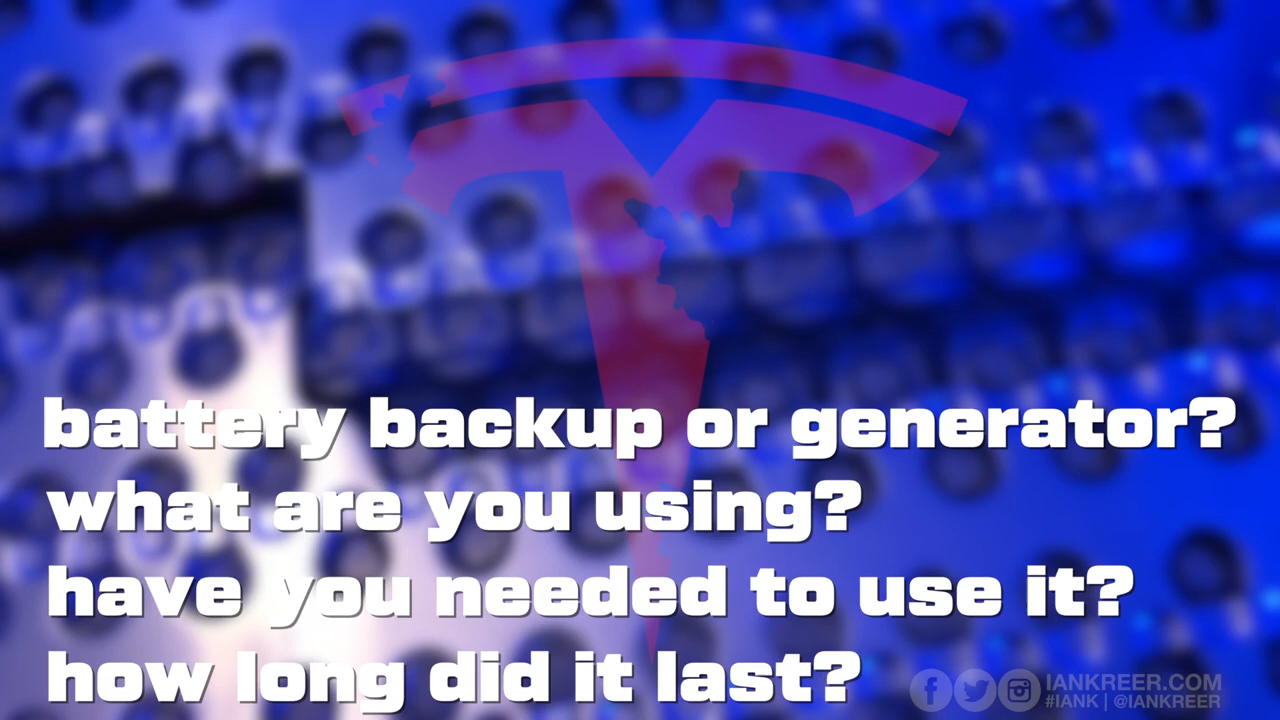 battery backup or generator?
what are you using?
have you needed to use it?
how long did it last?
IANKREER.COM
#IANK | @IANKREER